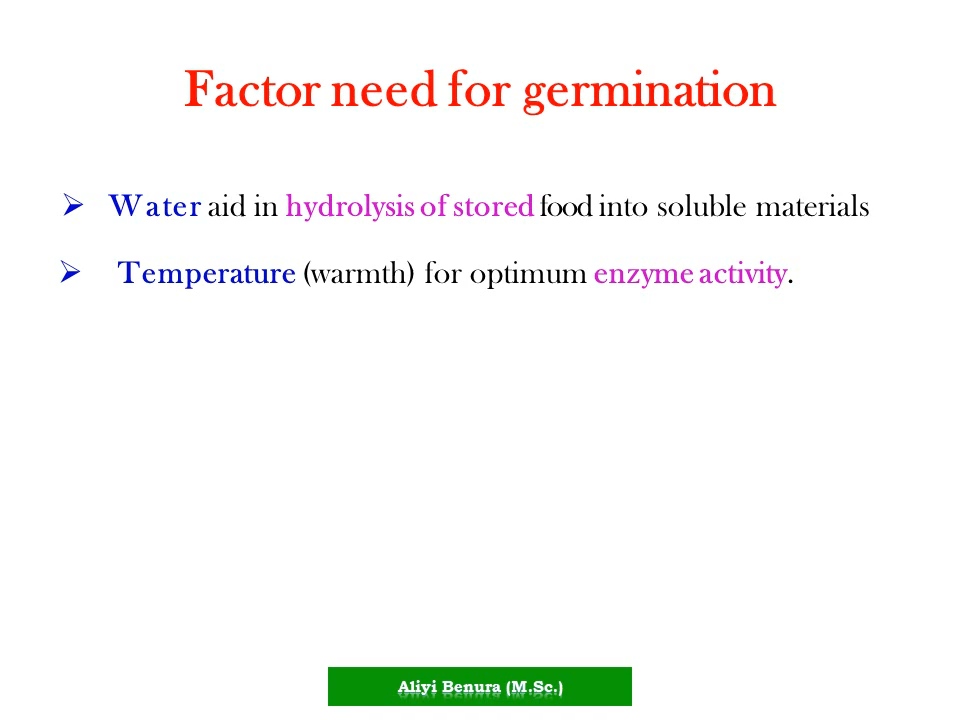 Factor need for germination
➢ Water aid in hydrolysis of stored food into soluble materials
➢ Temperature (warmth) for optimum enzyme activity.
Aliyi Benura (M.Sc.)